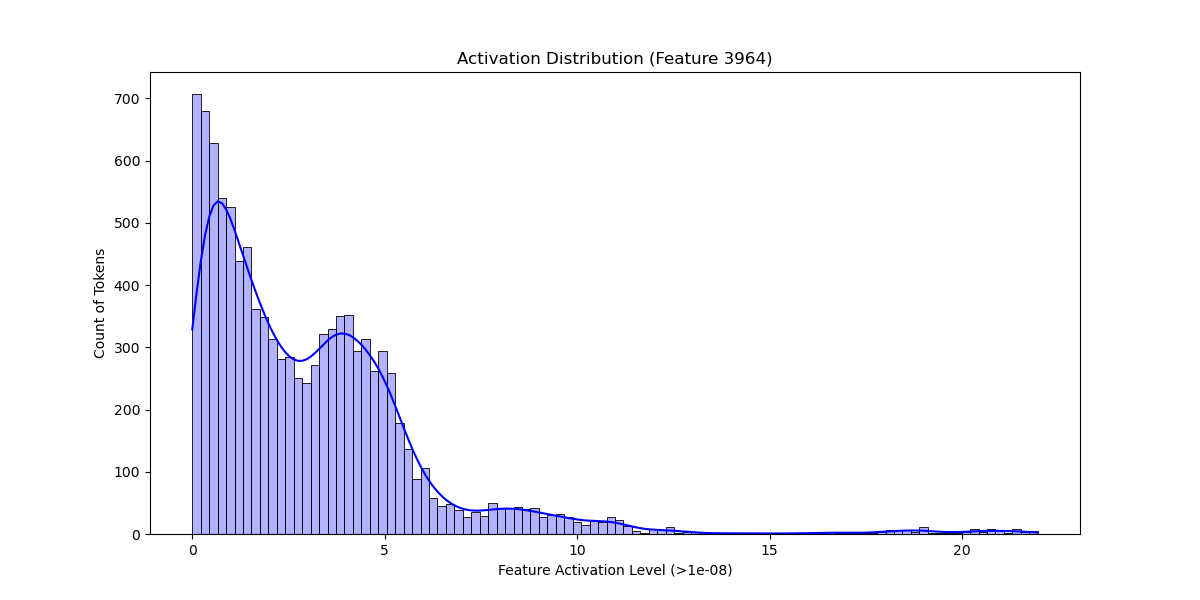 Activation Distribution (Feature 3964)
700
600
500
400
300
200
100
0
Count of Tokens
0 5 10 15 20
Feature Activation Level (>1e-08)